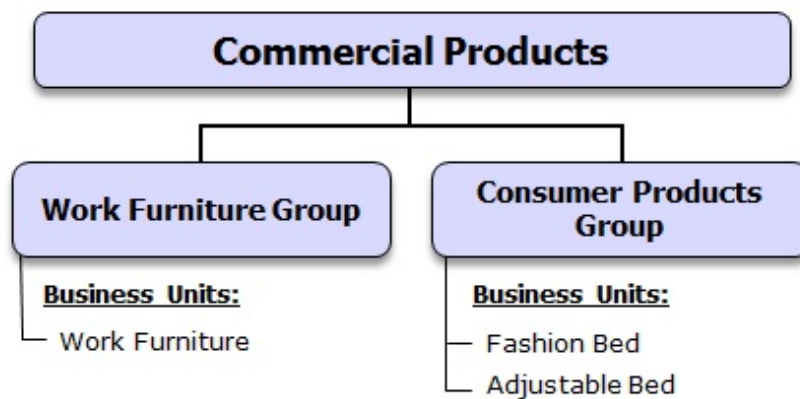 Commercial Products
Work Furniture Group
Consumer Products
Group
Business Units:
Work Furniture
Business Units:
Fashion Bed
Adjustable Bed